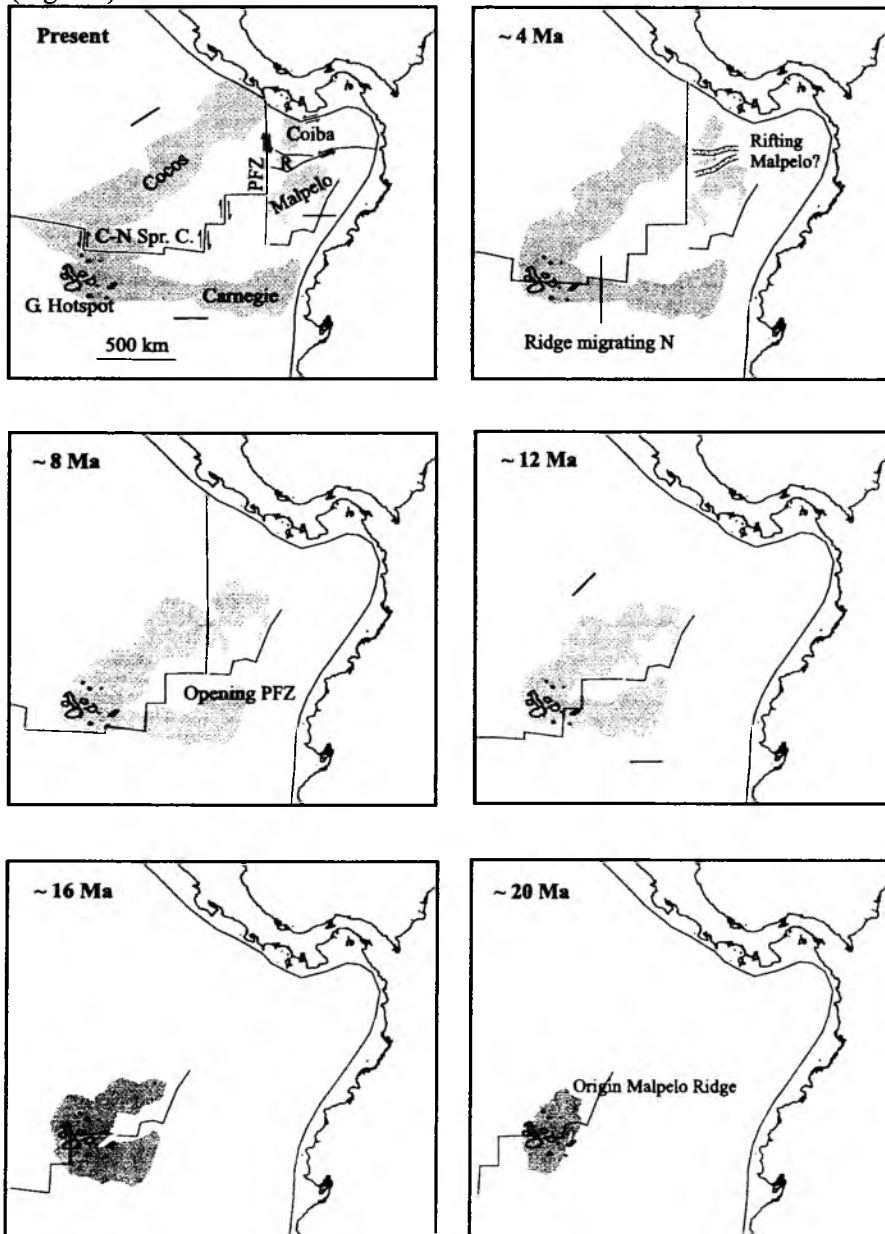 Present
Coiba
PFZ
R
Cocos
Malpelo
C-N Spr. C.
Carnegie
G. Hotspot
500 km
~ 4 Ma
Rifting
Malpelo?
Ridge migrating N
~ 8 Ma
Opening PFZ
~ 12 Ma
~ 16 Ma
~ 20 Ma
Origin Malpelo Ridge